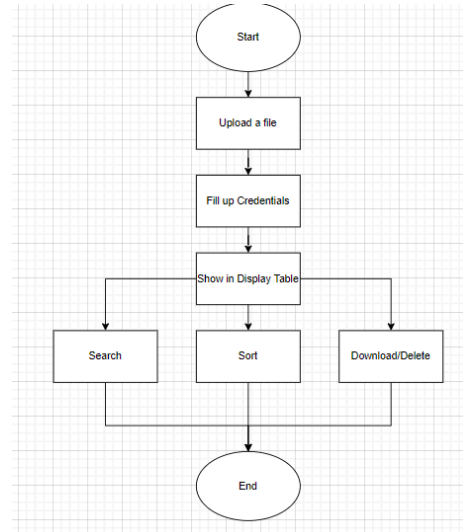 Start
Upload a file
Fill up Credentials
Show in Display Table
Search
Sort
Download/Delete
End